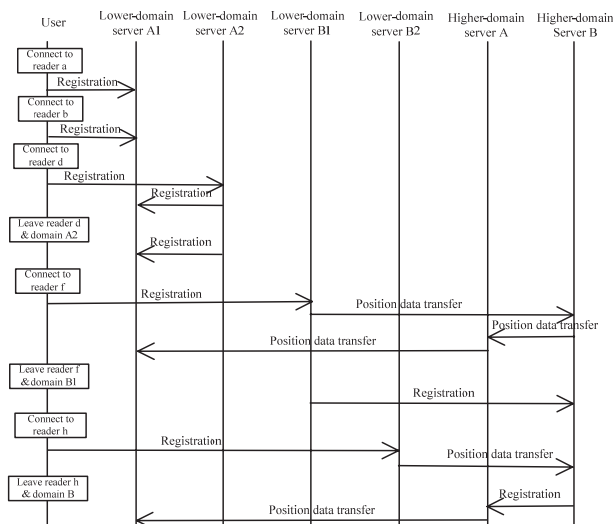 User
Lower-domain server A1
Lower-domain server A2
Lower-domain server B1
Lower-domain server B2
Higher-domain server A
Higher-domain Server B
Connect to
reader a
Registration
Connect to
reader b
Registration
Connect to
reader d
Registration
Registration
Leave reader d
& domain A2
Registration
Connect to
reader f
Registration
Position data transfer
Position data transfer
Position data transfer
Leave reader f
& domain B1
Registration
Connect to
reader h
Registration
Position data transfer
Leave reader h
& domain B
Registration
Position data transfer